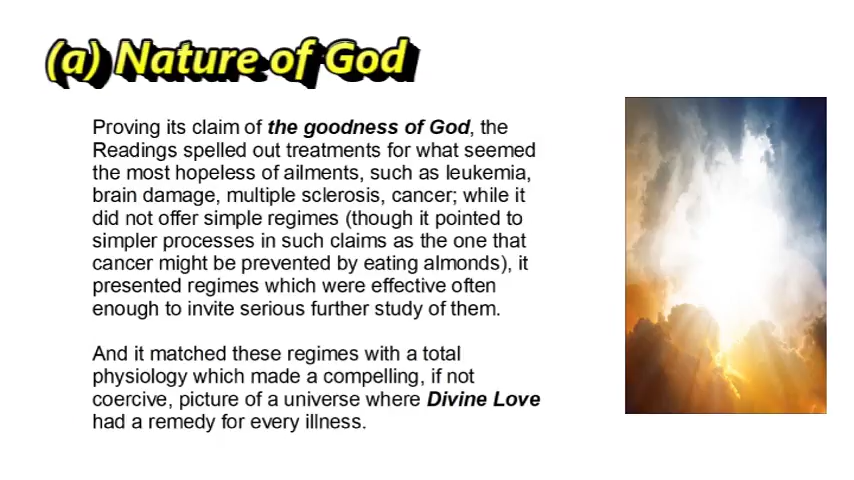 (a) Nature of God
Proving its claim of the goodness of God, the
Readings spelled out treatments for what seemed
the most hopeless of ailments, such as leukemia,
brain damage, multiple sclerosis, cancer; while it
did not offer simple regimes (though it pointed to
simpler processes in such claims as the one that
cancer might be prevented by eating almonds), it
presented regimes which were effective often
enough to invite serious further study of them.
And it matched these regimes with a total
physiology which made a compelling, if not
coercive, picture of a universe where Divine Love
had a remedy for every illness.